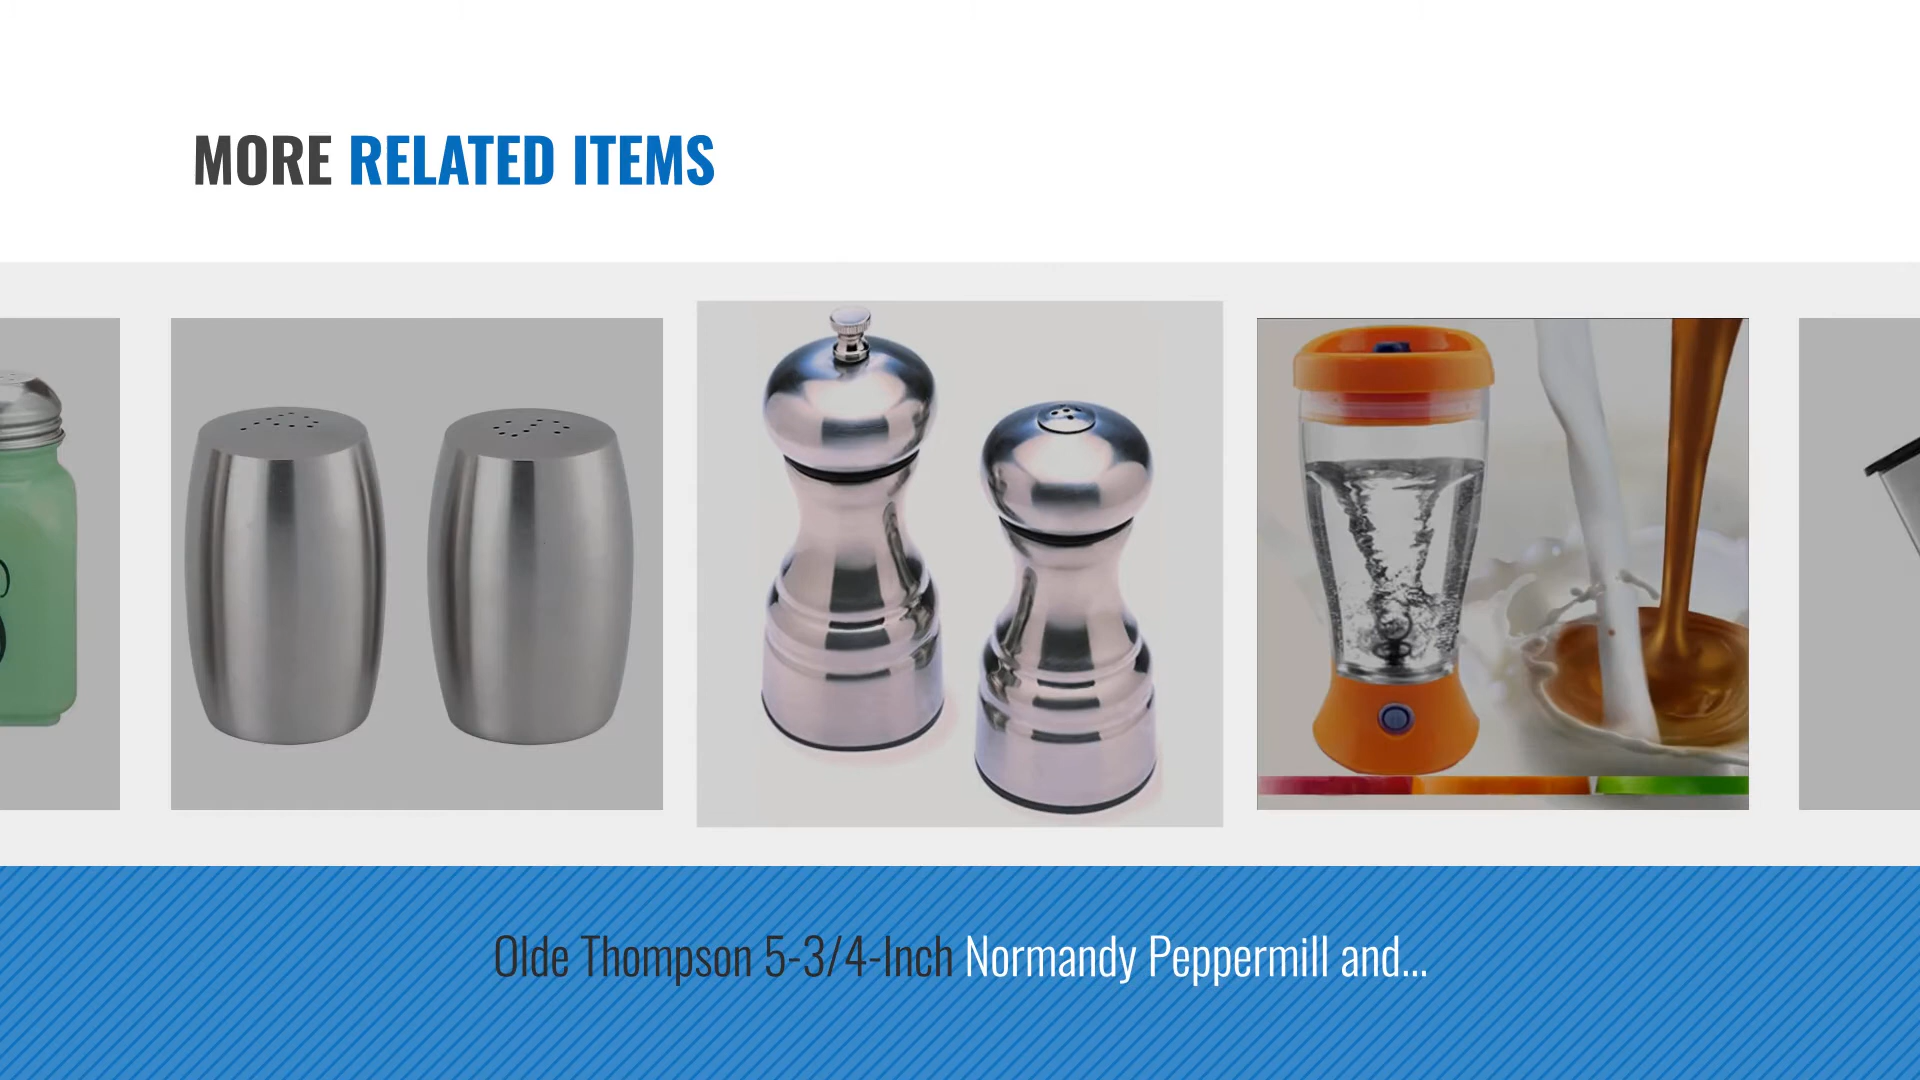 MORE RELATED ITEMS
Olde Thompson 5-3/4-Inch Normandy Peppermill and...